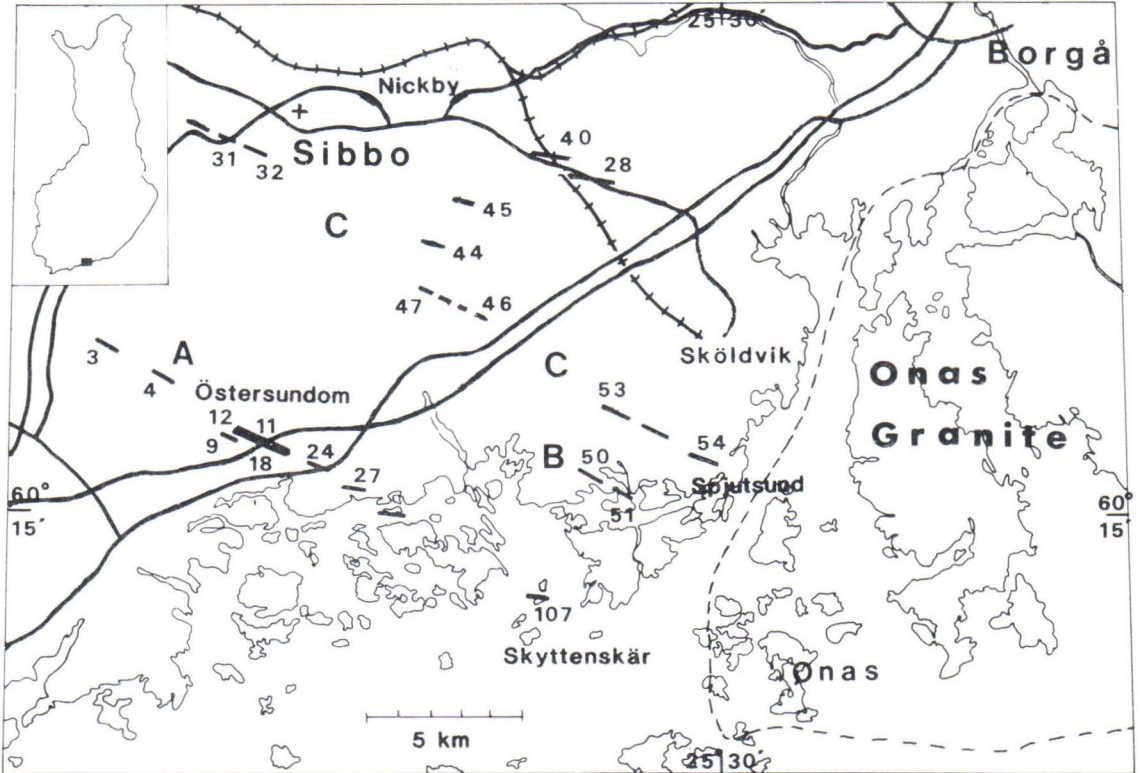 25° 30′
Borgå
Nickby
40
31
32
Sibbo
28
45
C
44
47
46
3
A
Sköldvik
4
C
Onas
Östersundom
53
12
11
Granite
9
18
24
B
50
54
27
Spjutsund
51
60°
15′
60°
15′
107
Skyttenskär
Onas
5 km
25° 30′